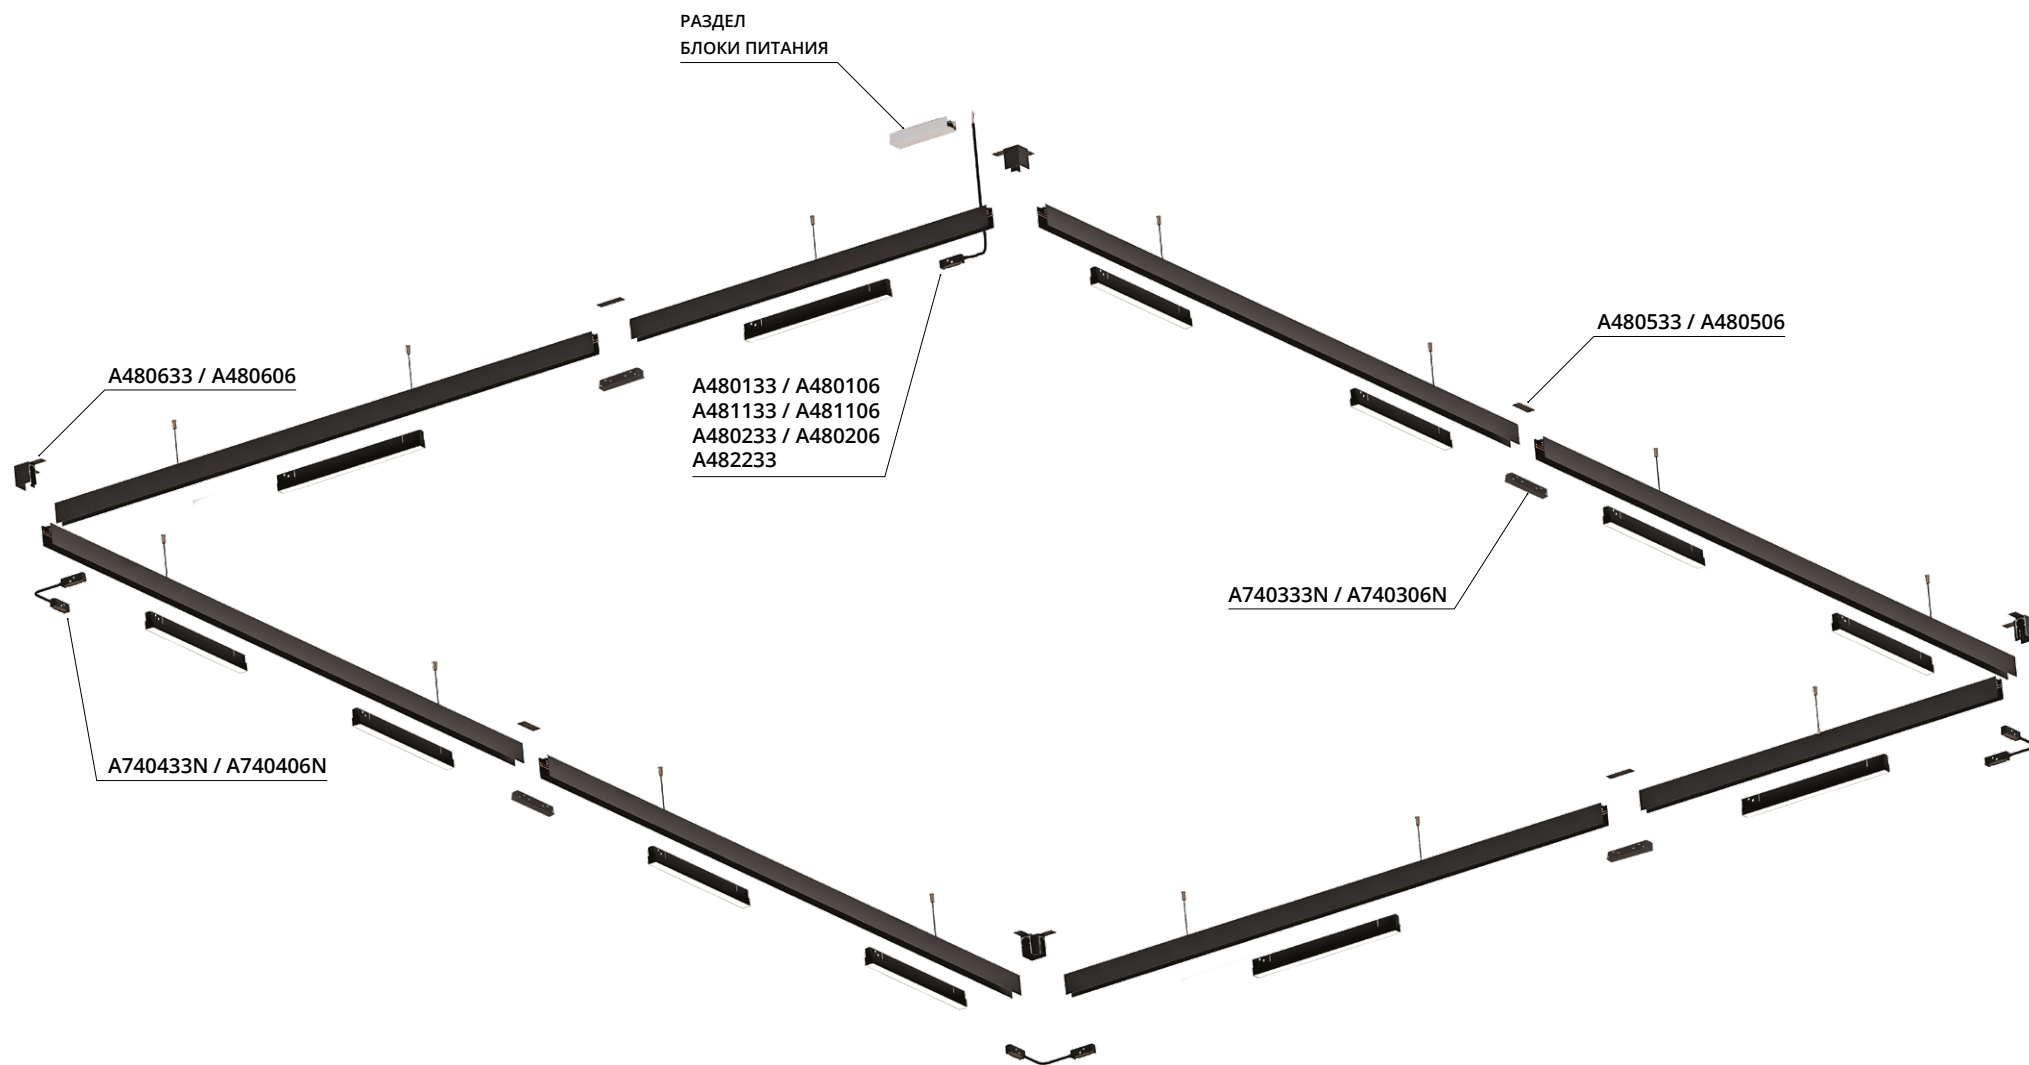 РАЗДЕЛ
БЛОКИ ПИТАНИЯ
A480533 / A480506
A480633 / A480606
A480133 / A480106
A481133 / A481106
A480233 / A480206
A482233
A740333N / A740306N
A740433N / A740406N